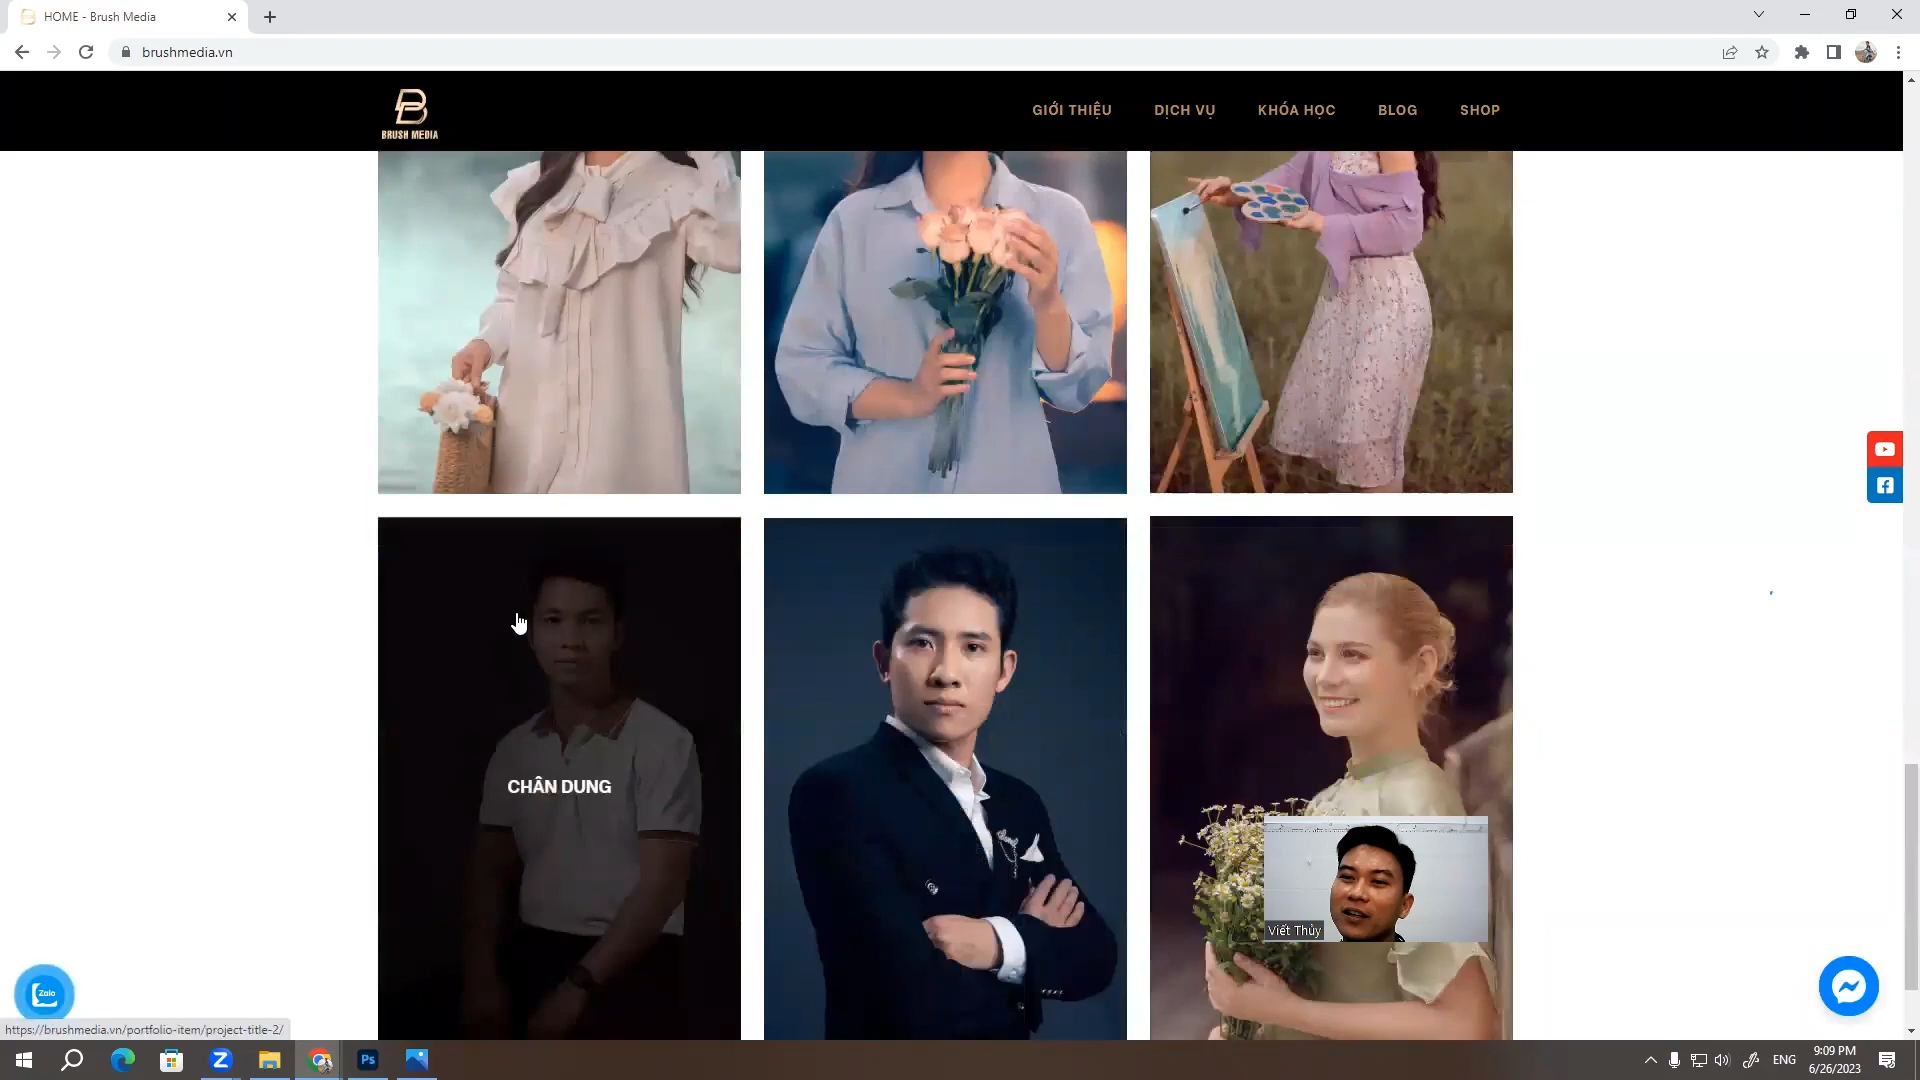 HOME - Brush Media
brushmedia.vn
BRUSH MEDIA
GIỚI THIỆU
DỊCH VỤ
KHÓA HỌC
BLOG
SHOP
CHÂN DUNG
Viết Thủy
Zalo
https://brushmedia.vn/portfolio-item/project-title-2/
Z
Ps
ENG
9:09 PM
6/26/2023